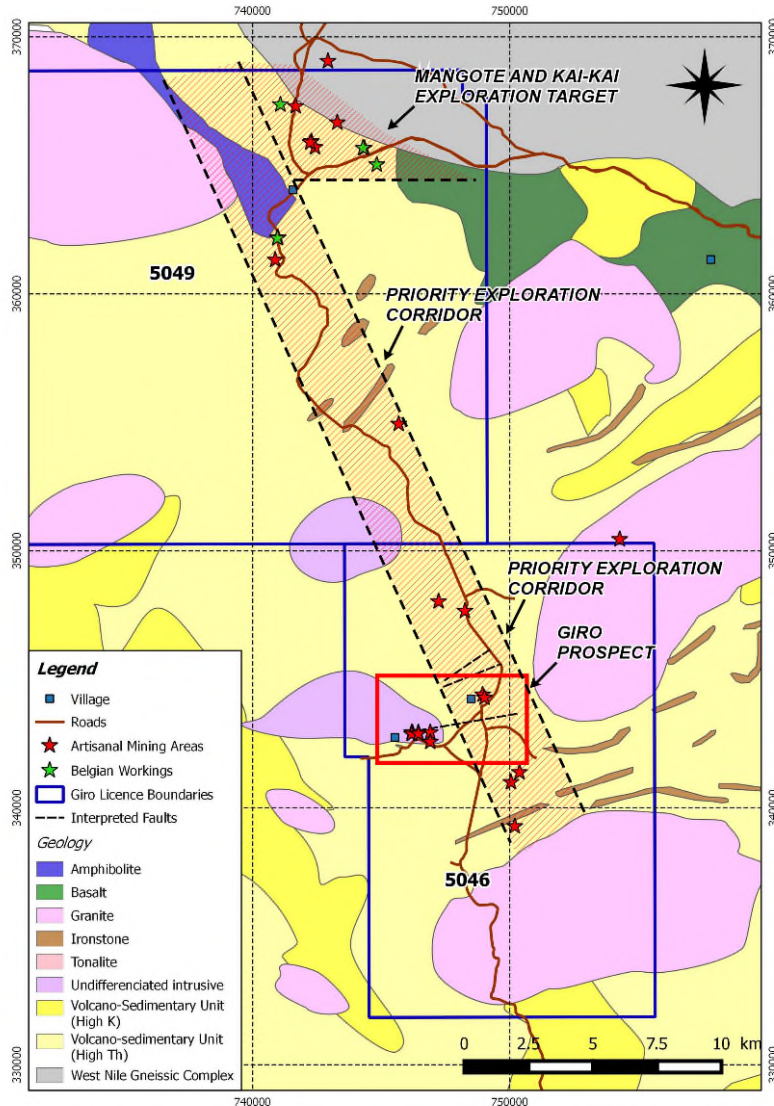 740000
750000
370000
370000
MANGOTE AND KAI-KAI
EXPLORATION TARGET
5049
360000
360000
PRIORITY EXPLORATION
CORRIDOR
350000
350000
PRIORITY EXPLORATION
CORRIDOR
GIRO
PROSPECT
340000
340000
5046
330000
330000
Legend
Village
Roads
Artisanal Mining Areas
Belgian Workings
Giro Licence Boundaries
Interpreted Faults
Geology
Amphibolite
Basalt
Granite
Ironstone
Tonalite
Undifferenciated intrusive
Volcano-Sedimentary Unit
(High K)
Volcano-sedimentary Unit
(High Th)
West Nile Gneissic Complex
0 2.5 5 7.5 10 km
740000
750000